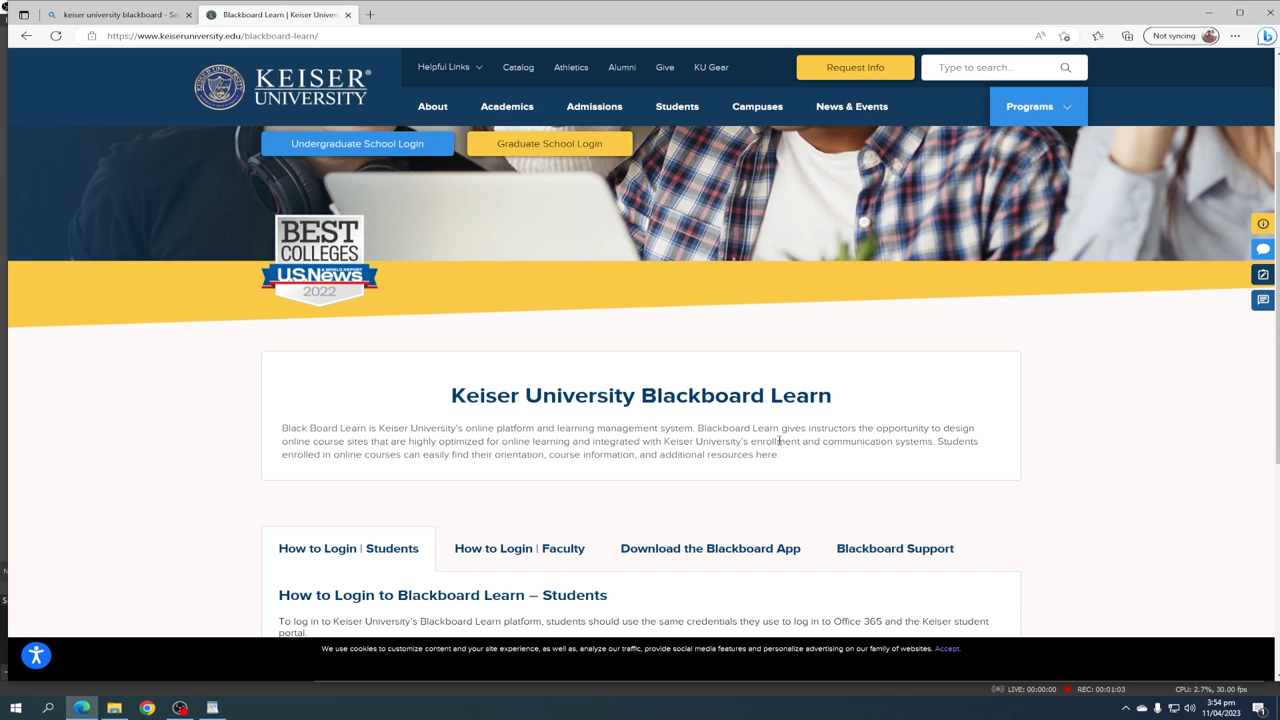 keiser university blackboard - Se
Blackboard Learn | Keiser Univers
https://www.keiseruniversity.edu/blackboard-learn/
Not syncing
KEISER
UNIVERSITY
Helpful Links
Catalog
Athletics
Alumni
Give
KU Gear
Request Info
Type to search...
About
Academics
Admissions
Students
Campuses
News & Events
Programs
Undergraduate School Login
Graduate School Login
BEST
COLLEGES
U.S.News
& WORLD REPORT
2022
Keiser University Blackboard Learn
Black Board Learn is Keiser University's online platform and learning management system. Blackboard Learn gives instructors the opportunity to design
online course sites that are highly optimized for online learning and integrated with Keiser University's enrollment and communication systems. Students
enrolled in online courses can easily find their orientation, course information, and additional resources here.
How to Login | Students
How to Login | Faculty
Download the Blackboard App
Blackboard Support
How to Login to Blackboard Learn – Students
To log in to Keiser University's Blackboard Learn platform, students should use the same credentials they use to log in to Office 365 and the Keiser student
portal.
We use cookies to customize content and your site experience, as well as, analyze our traffic, provide social media features and personalize advertising on our family of websites. Accept.
LIVE: 00:00:00
REC: 00:01:03
CPU: 2.7%, 30.00 fps
3:54 pm
11/04/2023